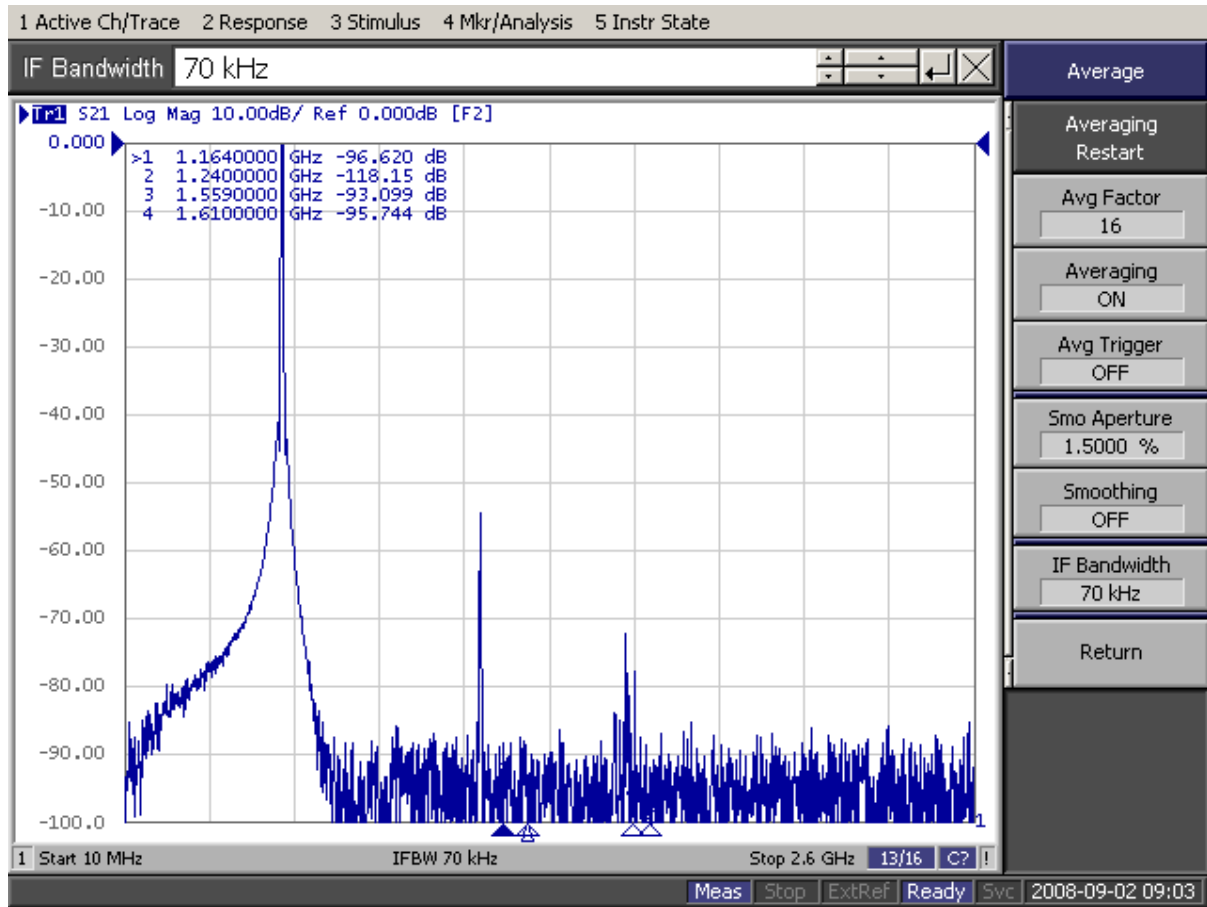 1 Active Ch/Trace 2 Response 3 Stimulus 4 Mkr/Analysis 5 Instr State
IF Bandwidth 70 kHz
Tr1 S21 Log Mag 10.00dB/ Ref 0.000dB [F2]
>1 1.1640000 GHz -96.620 dB
2 1.2400000 GHz -118.15 dB
3 1.5590000 GHz -93.099 dB
4 1.6100000 GHz -95.744 dB
0.000
-10.00
-20.00
-30.00
-40.00
-50.00
-60.00
-70.00
-80.00
-90.00
-100.0
1
1 Start 10 MHz IFBW 70 kHz Stop 2.6 GHz 13/16 C? !
Average
Averaging
Restart
Avg Factor
16
Averaging
ON
Avg Trigger
OFF
Smo Aperture
1.5000 %
Smoothing
OFF
IF Bandwidth
70 kHz
Return
Meas Stop ExtRef Ready Svc 2008-09-02 09:03